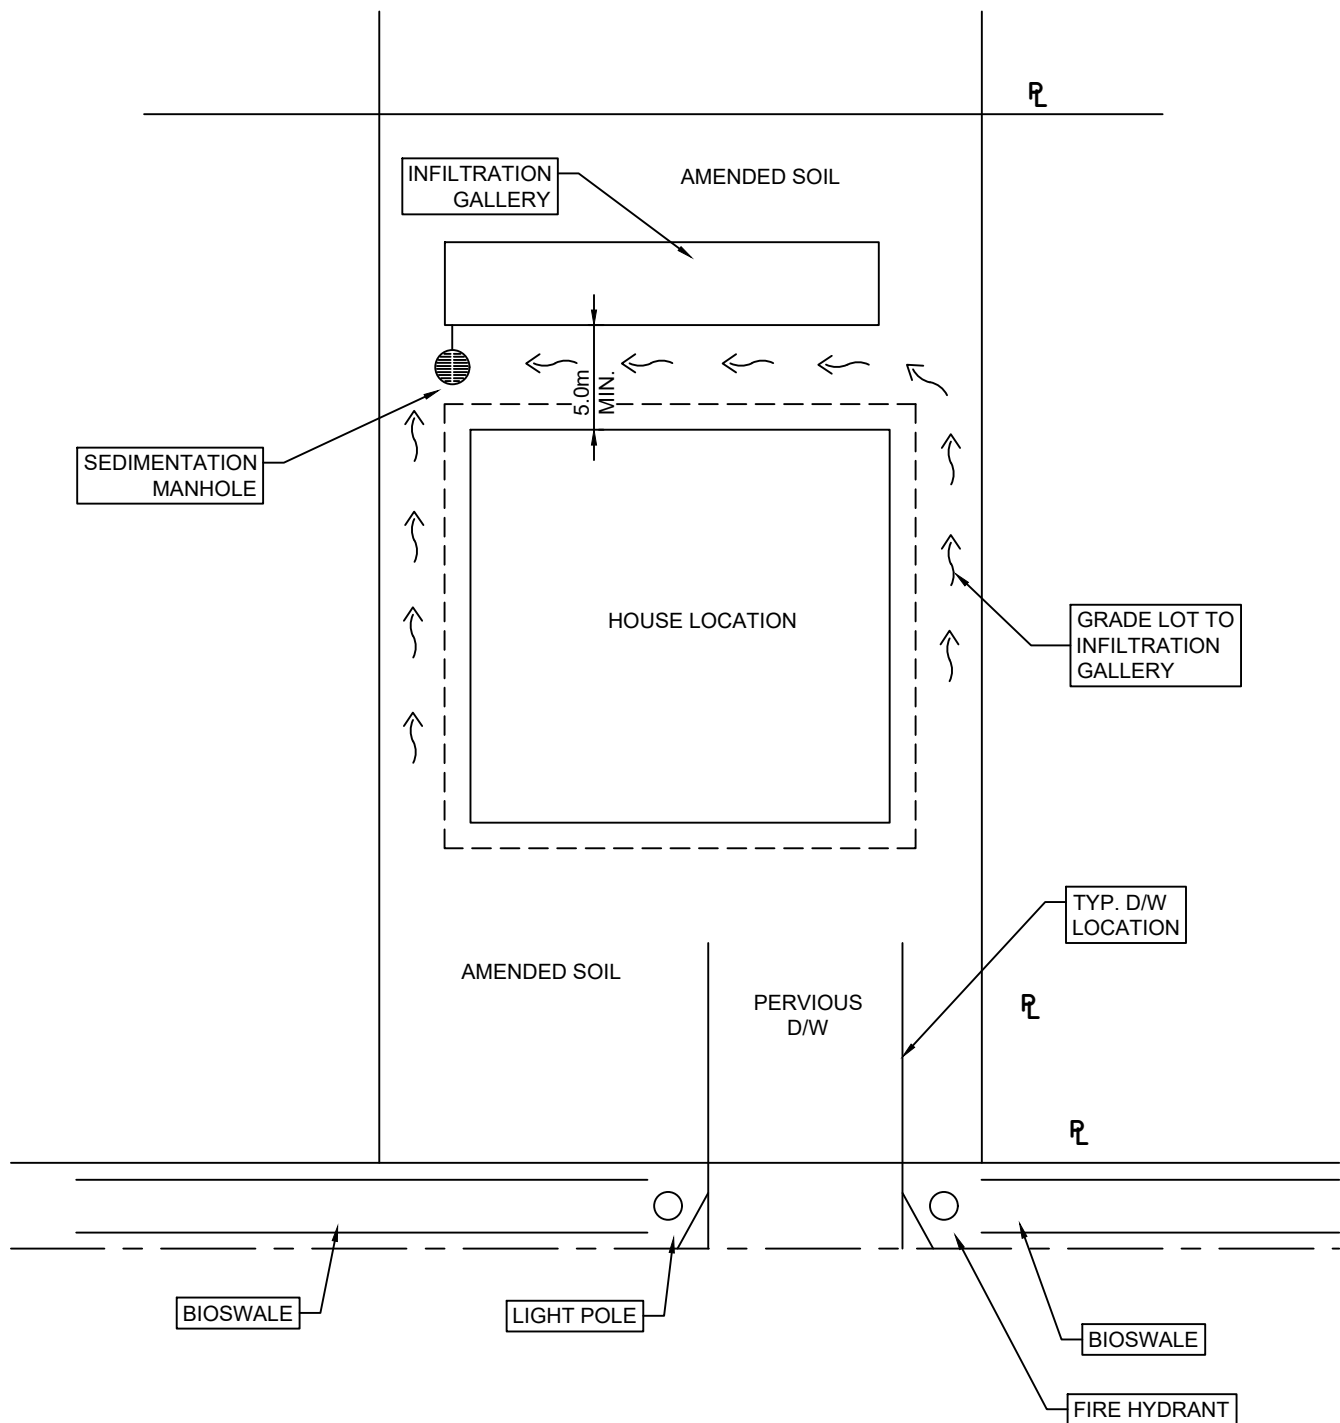 PL
INFILTRATION
GALLERY
AMENDED SOIL
5.0m
MIN.
SEDIMENTATION
MANHOLE
HOUSE LOCATION
GRADE LOT TO
INFILTRATION
GALLERY
TYP. D/W
LOCATION
AMENDED SOIL
PERVIOUS
D/W
PL
PL
BIOSWALE
LIGHT POLE
BIOSWALE
FIRE HYDRANT